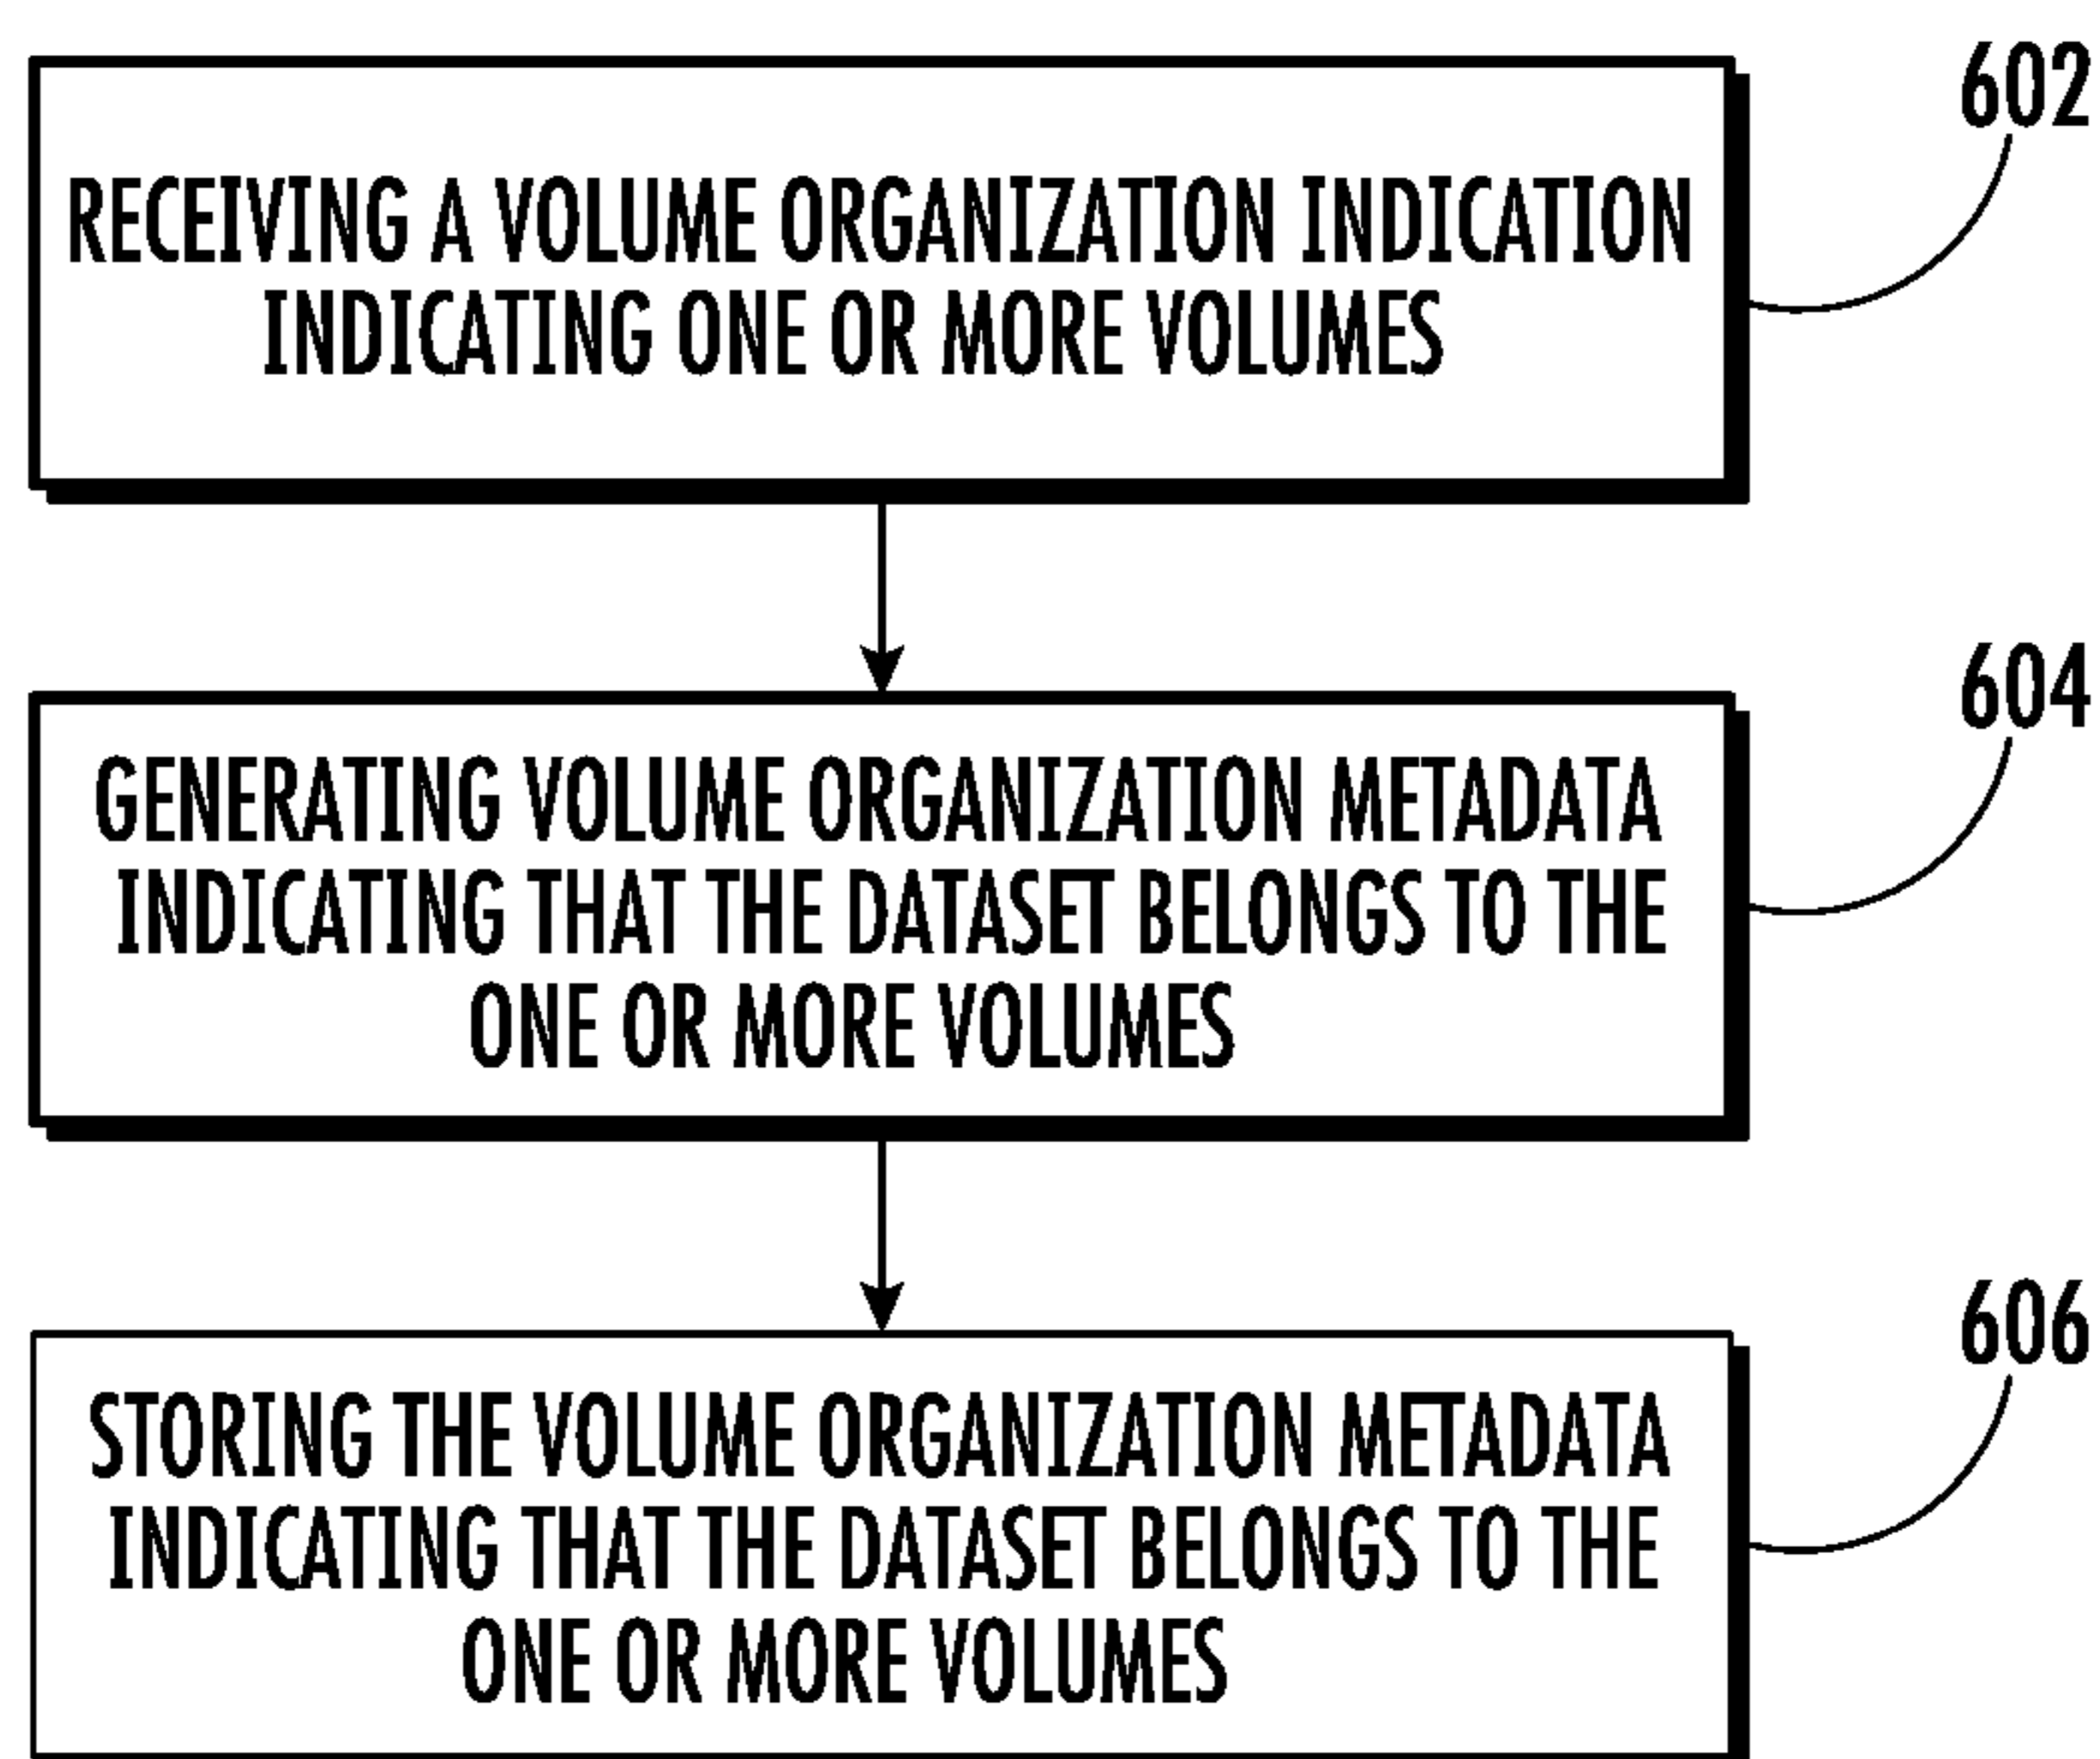 602
RECEIVING A VOLUME ORGANIZATION INDICATION
INDICATING ONE OR MORE VOLUMES
604
GENERATING VOLUME ORGANIZATION METADATA
INDICATING THAT THE DATASET BELONGS TO THE
ONE OR MORE VOLUMES
606
STORING THE VOLUME ORGANIZATION METADATA
INDICATING THAT THE DATASET BELONGS TO THE
ONE OR MORE VOLUMES